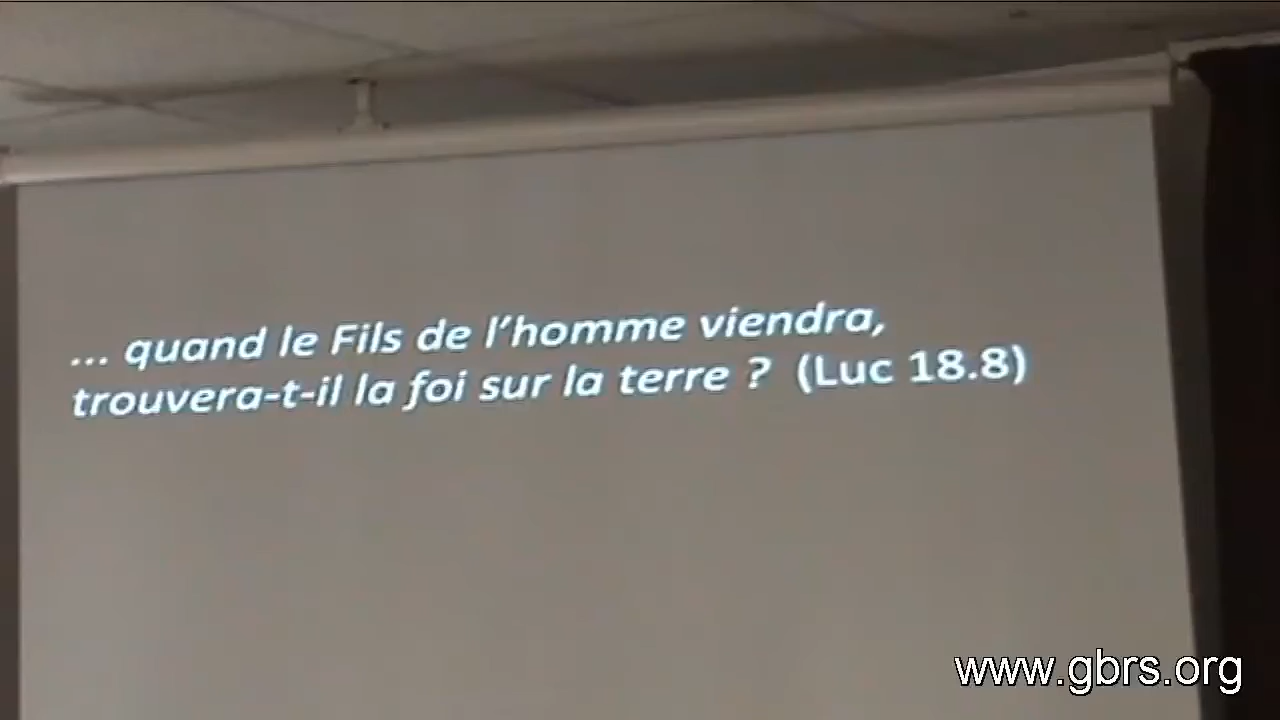 ... quand le Fils de l’homme viendra,
trouvera-t-il la foi sur la terre ? (Luc 18.8)
www.gbrs.org